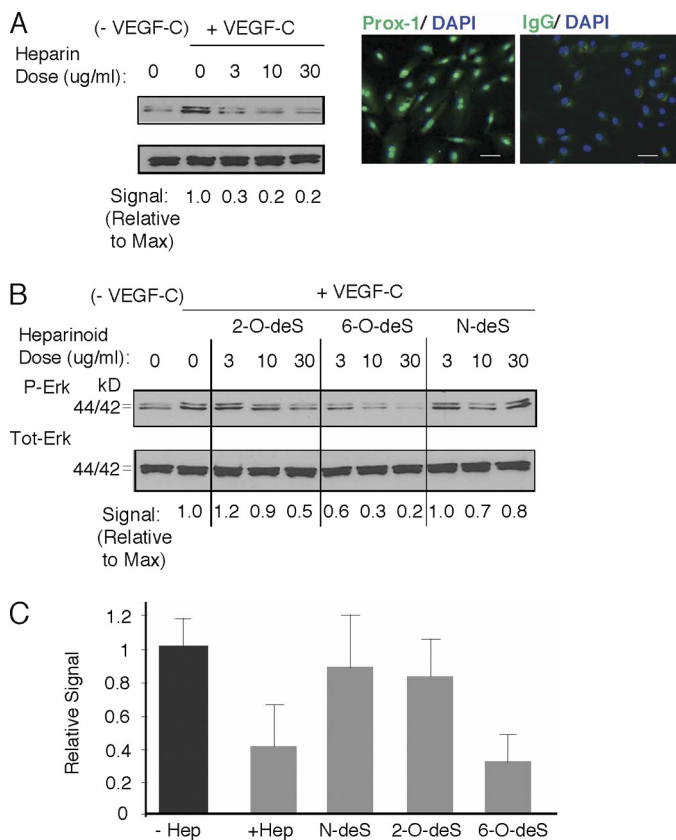 A
(- VEGF-C) + VEGF-C
Heparin
Dose (ug/ml): 0 0 3 10 30
Signal: 1.0 0.3 0.2 0.2
(Relative
to Max)
Prox-1/ DAPI
IgG/ DAPI
B
(- VEGF-C) + VEGF-C
Heparinoid 2-O-deS 6-O-deS N-deS
Dose (ug/ml): 0 0 3 10 30 3 10 30 3 10 30
P-Erk kD
44/42=
Tot-Erk
44/42=
Signal: 1.0 1.2 0.9 0.5 0.6 0.3 0.2 1.0 0.7 0.8
(Relative
to Max)
C
Relative Signal
1.2
1
0.8
0.6
0.4
0.2
0
- Hep +Hep N-deS 2-O-deS 6-O-deS